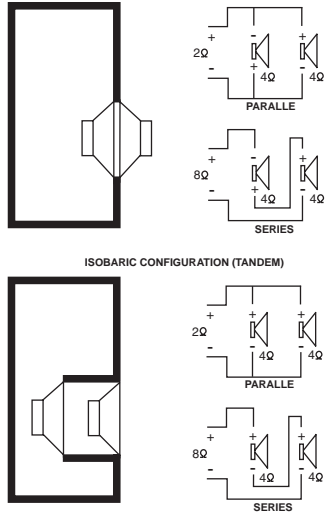 + - +
2Ω
- + -
4Ω 4Ω
PARALLE
+ - +
8Ω
- + -
4Ω 4Ω
SERIES
ISOBARIC CONFIGURATION (TANDEM)
+ + +
2Ω
- - -
4Ω 4Ω
PARALLE
+ + +
8Ω
- - -
4Ω 4Ω
SERIES